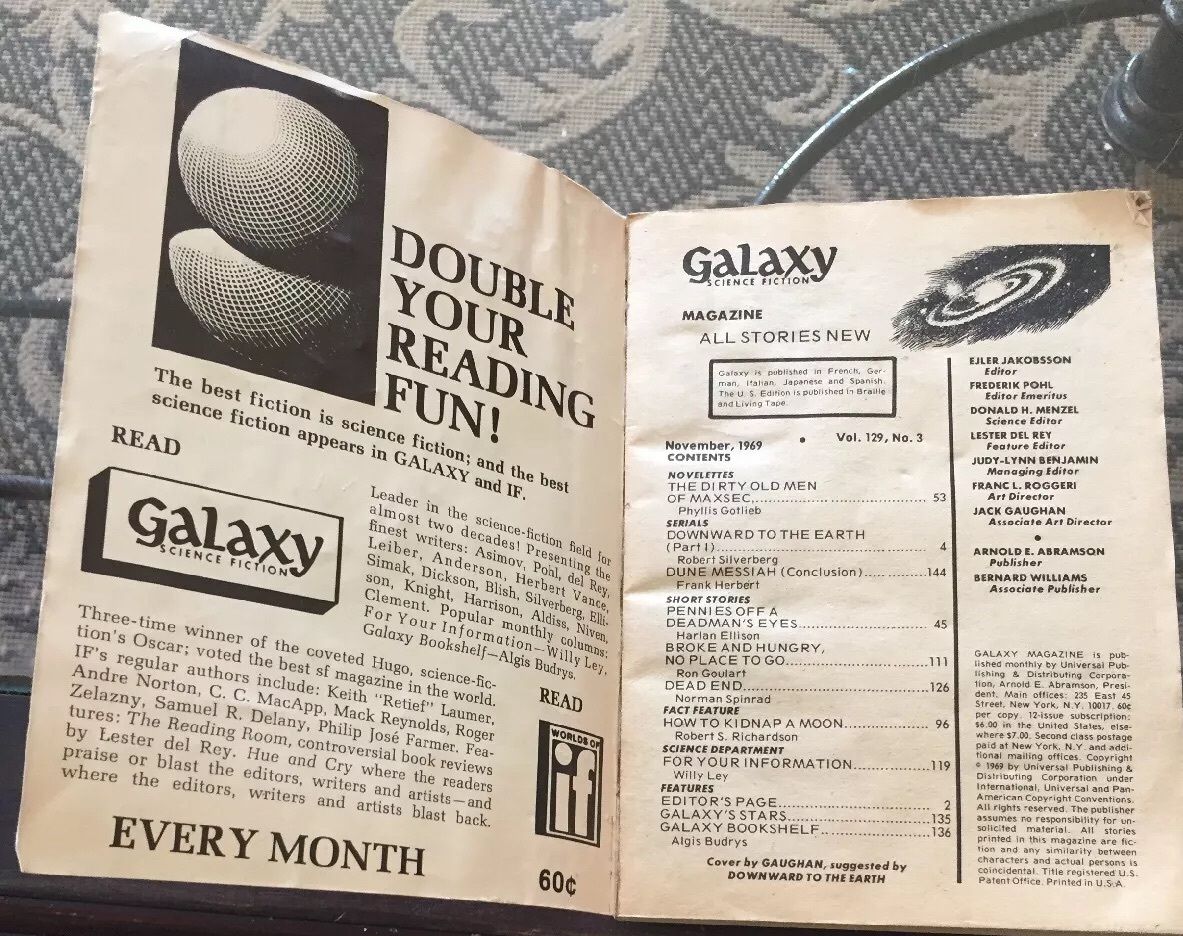 DOUBLE
YOUR
READING
FUN!
The best fiction is science fiction; and the best
science fiction appears in GALAXY and IF.
READ
Galaxy
SCIENCE FICTION
Leader in the science-fiction field for
almost two decades! Presenting the
finest writers: Asimov, Pohl, del Rey,
Leiber, Anderson, Herbert Vance,
Simak, Dickson, Blish, Silverberg, Elli-
son, Knight, Harrison, Aldiss, Niven,
Clement. Popular monthly columns:
For Your Information—Willy Ley,
Galaxy Bookshelf—Algis Budrys.
Three-time winner of the coveted Hugo, science-fic-
tion's Oscar; voted the best sf magazine in the world.
IF's regular authors include: Keith "Retief" Laumer,
Andre Norton, C. C. MacApp, Mack Reynolds, Roger
Zelazny, Samuel R. Delany, Philip José Farmer. Fea-
tures: The Reading Room, controversial book reviews
by Lester del Rey. Hue and Cry where the readers
praise or blast the editors, writers and artists—and
where the editors, writers and artists blast back.
READ
WORLDS OF
if
EVERY MONTH
60¢
Galaxy
SCIENCE FICTION
MAGAZINE
ALL STORIES NEW
Galaxy is published in French, Ger-
man, Italian, Japanese and Spanish.
The U. S. Edition is published in Braille
and Living Tape.
November, 1969 • Vol. 129, No. 3
CONTENTS
NOVELETTES
THE DIRTY OLD MEN
OF MAXSEC.......... 53
Phyllis Gotlieb
SERIALS
DOWNWARD TO THE EARTH
(Part I).......... 4
Robert Silverberg
DUNE MESSIAH (Conclusion).......... 144
Frank Herbert
SHORT STORIES
PENNIES OFF A
DEADMAN'S EYES.......... 45
Harlan Ellison
BROKE AND HUNGRY,
NO PLACE TO GO.......... 111
Ron Goulart
DEAD END.......... 126
Norman Spinrad
FACT FEATURE
HOW TO KIDNAP A MOON.......... 96
Robert S. Richardson
SCIENCE DEPARTMENT
FOR YOUR INFORMATION.......... 119
Willy Ley
FEATURES
EDITOR'S PAGE.......... 2
GALAXY'S STARS.......... 135
GALAXY BOOKSHELF.......... 136
Algis Budrys
Cover by GAUGHAN, suggested by
DOWNWARD TO THE EARTH
EJLER JAKOBSSON
Editor
FREDERIK POHL
Editor Emeritus
DONALD H. MENZEL
Science Editor
LESTER DEL REY
Feature Editor
JUDY-LYNN BENJAMIN
Managing Editor
FRANC L. ROGGERI
Art Director
JACK GAUGHAN
Associate Art Director
•
ARNOLD E. ABRAMSON
Publisher
BERNARD WILLIAMS
Associate Publisher
GALAXY MAGAZINE is pub-
lished monthly by Universal Pub-
lishing & Distributing Corpora-
tion, Arnold E. Abramson, Presi-
dent. Main offices: 235 East 45
Street, New York, N.Y. 10017. 60¢
per copy. 12-issue subscription:
$6.00 in the United States, else-
where $7.00. Second class postage
paid at New York, N.Y. and addi-
tional mailing offices. Copyright
© 1969 by Universal Publishing &
Distributing Corporation under
International, Universal and Pan-
American Copyright Conventions.
All rights reserved. The publisher
assumes no responsibility for un-
solicited material. All stories
printed in this magazine are fic-
tion and any similarity between
characters and actual persons is
coincidental. Title registered U.S.
Patent Office. Printed in U.S.A.